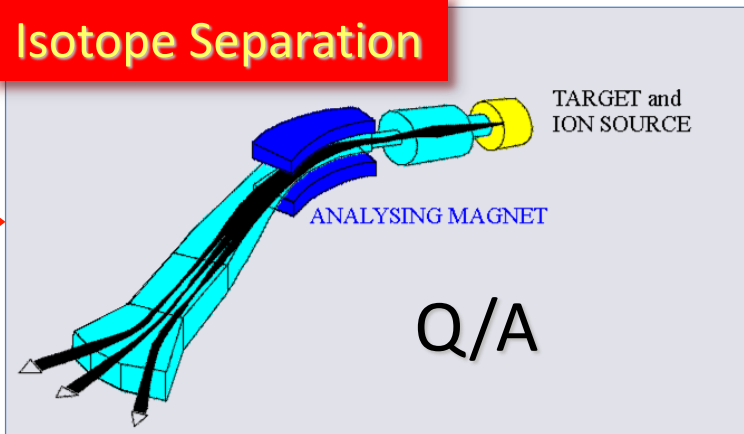 Isotope Separation
TARGET and
ION SOURCE
ANALYSING MAGNET
Q/A